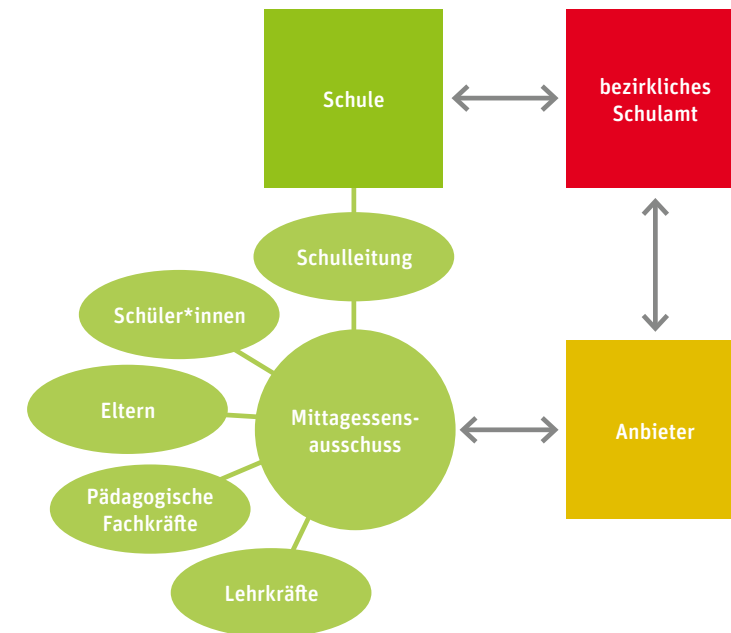 Schule
bezirkliches
Schulamt
Schulleitung
Schüler*innen
Eltern
Mittagessens-
ausschuss
Anbieter
Pädagogische
Fachkräfte
Lehrkräfte